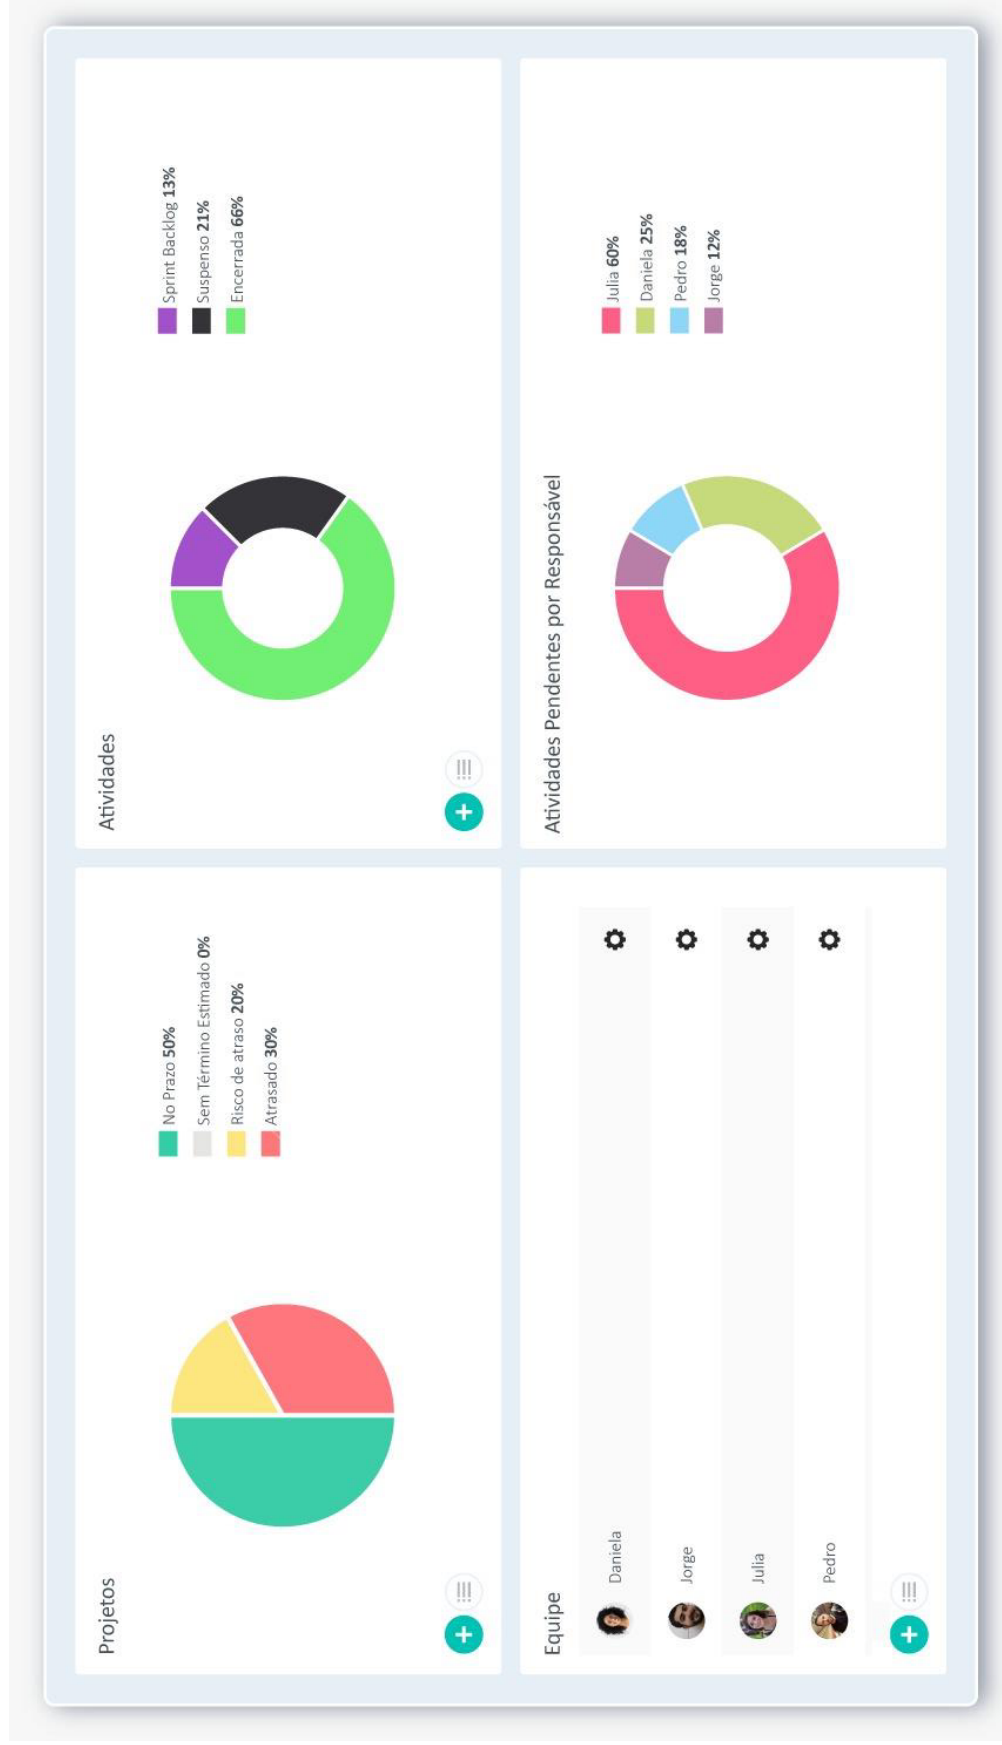 Projetos
No Prazo 50%
Sem Término Estimado 0%
Risco de atraso 20%
Atrasado 30%
Atividades
Sprint Backlog 13%
Suspenso 21%
Encerrada 66%
Equipe
Daniela
Jorge
Julia
Pedro
Atividades Pendentes por Responsável
Julia 60%
Daniela 25%
Pedro 18%
Jorge 12%